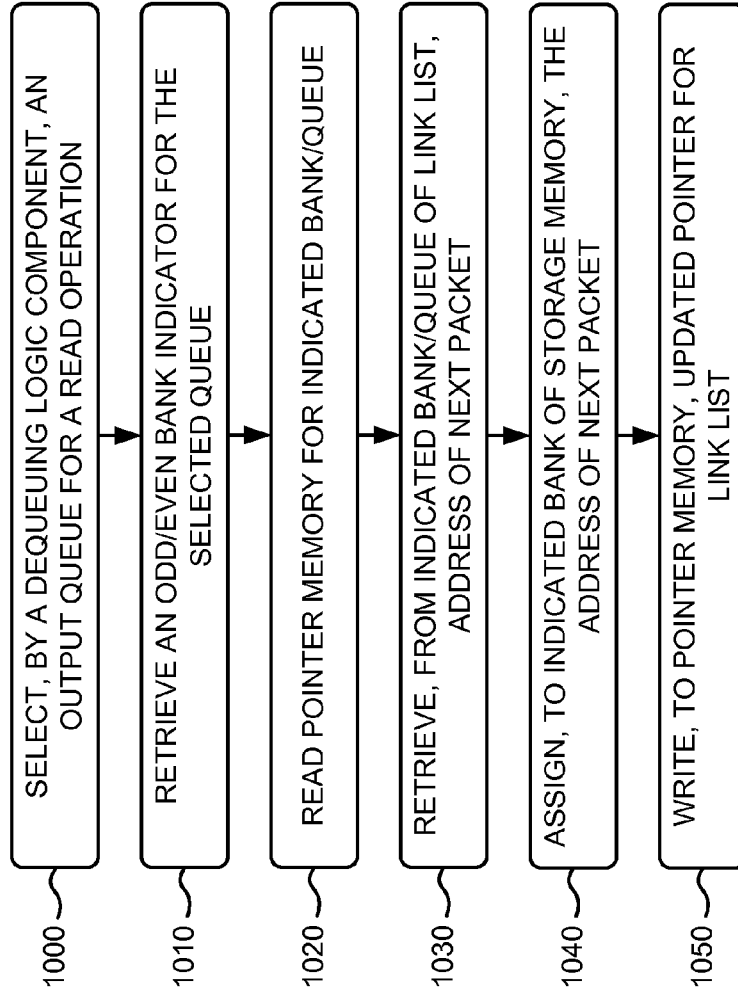 1000
SELECT, BY A DEQUEUING LOGIC COMPONENT, AN
OUTPUT QUEUE FOR A READ OPERATION
1010
RETRIEVE AN ODD/EVEN BANK INDICATOR FOR THE
SELECTED QUEUE
1020
READ POINTER MEMORY FOR INDICATED BANK/QUEUE
1030
RETRIEVE, FROM INDICATED BANK/QUEUE OF LINK LIST,
ADDRESS OF NEXT PACKET
1040
ASSIGN, TO INDICATED BANK OF STORAGE MEMORY, THE
ADDRESS OF NEXT PACKET
1050
WRITE, TO POINTER MEMORY, UPDATED POINTER FOR
LINK LIST